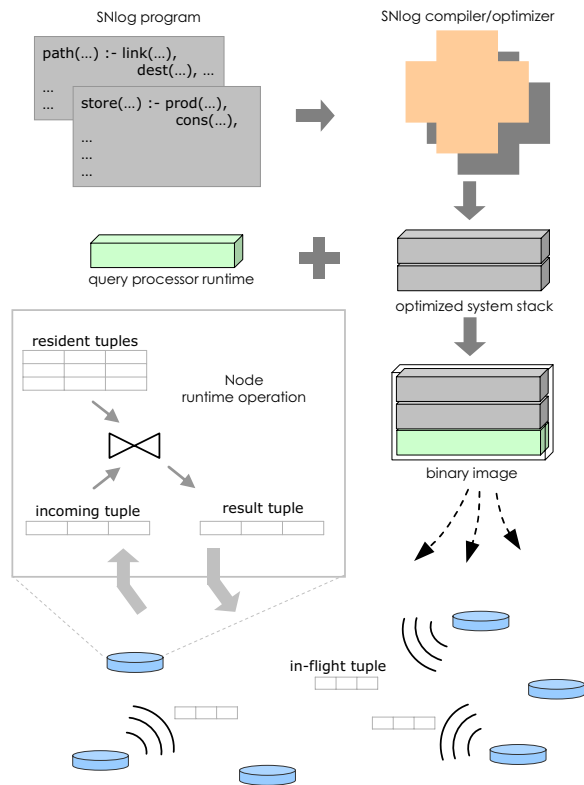 SNlog program
SNlog compiler/optimizer
path(…) :- link(…),
dest(…), …
…
…
store(…) :- prod(…),
cons(…),
…
…
…
query processor runtime
optimized system stack
resident tuples
Node
runtime operation
incoming tuple
result tuple
binary image
in-flight tuple